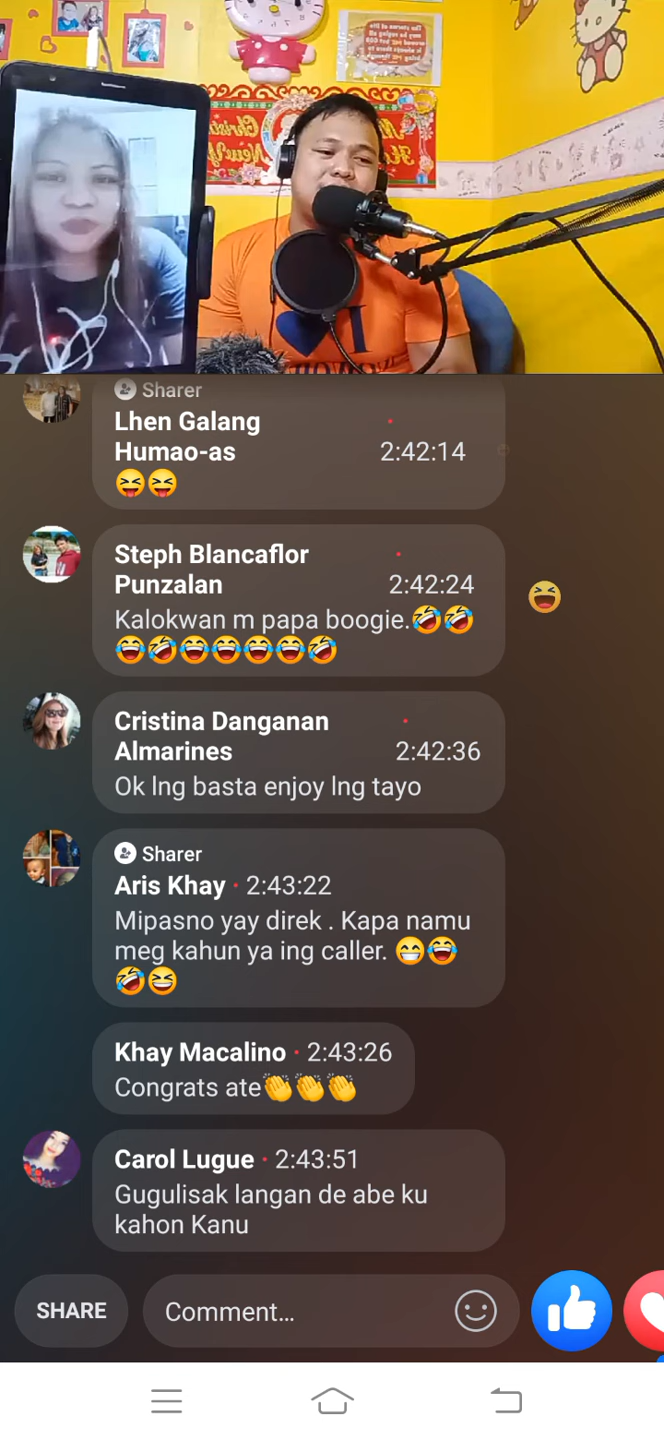 I
Sharer
Lhen Galang
Humao-as
2:42:14
😝😝
Steph Blancaflor
Punzalan
2:42:24
Kalokwan m papa boogie.🤣🤣
😂🤣😂😂😂😂🤣
Cristina Danganan
Almarines
2:42:36
Ok lng basta enjoy lng tayo
Sharer
Aris Khay · 2:43:22
Mipasno yay direk . Kapa namu
meg kahun ya ing caller. 😁😂
🤣😆
Khay Macalino · 2:43:26
Congrats ate👏👏👏
Carol Lugue · 2:43:51
Gugulisak langan de abe ku
kahon Kanu
SHARE
Comment...